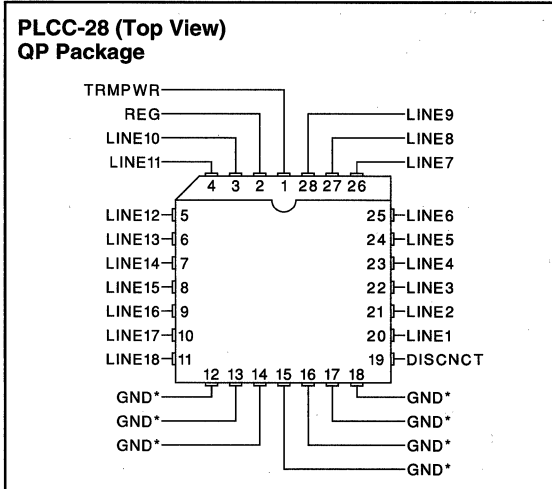 PLCC-28 (Top View)
QP Package
TRMPWR
REG
LINE9
LINE10
LINE8
LINE11
LINE7
4 3 2 1 28 27 26
LINE12 5
25 LINE6
LINE13 6
24 LINE5
LINE14 7
23 LINE4
LINE15 8
22 LINE3
LINE16 9
21 LINE2
LINE17 10
20 LINE1
LINE18 11
19 DISCNCT
12 13 14 15 16 17 18
GND*
GND*
GND*
GND*
GND*
GND*
GND*